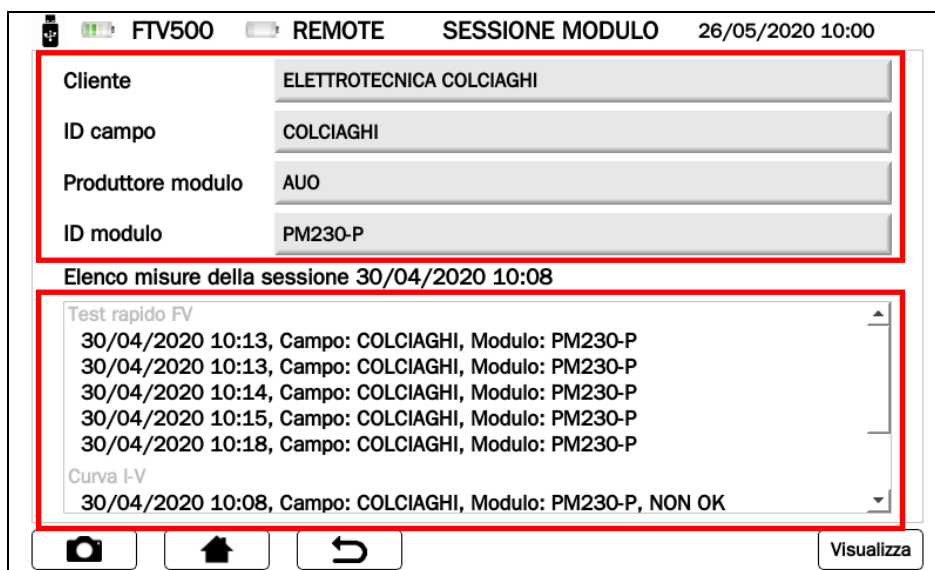 FTV500 REMOTE SESSIONE MODULO 26/05/2020 10:00
Cliente ELETTROTECNICA COLCIAGHI
ID campo COLCIAGHI
Produttore modulo AUO
ID modulo PM230-P
Elenco misure della sessione 30/04/2020 10:08
Test rapido FV
30/04/2020 10:13, Campo: COLCIAGHI, Modulo: PM230-P
30/04/2020 10:13, Campo: COLCIAGHI, Modulo: PM230-P
30/04/2020 10:14, Campo: COLCIAGHI, Modulo: PM230-P
30/04/2020 10:15, Campo: COLCIAGHI, Modulo: PM230-P
30/04/2020 10:18, Campo: COLCIAGHI, Modulo: PM230-P
Curva I-V
30/04/2020 10:08, Campo: COLCIAGHI, Modulo: PM230-P, NON OK
Visualizza